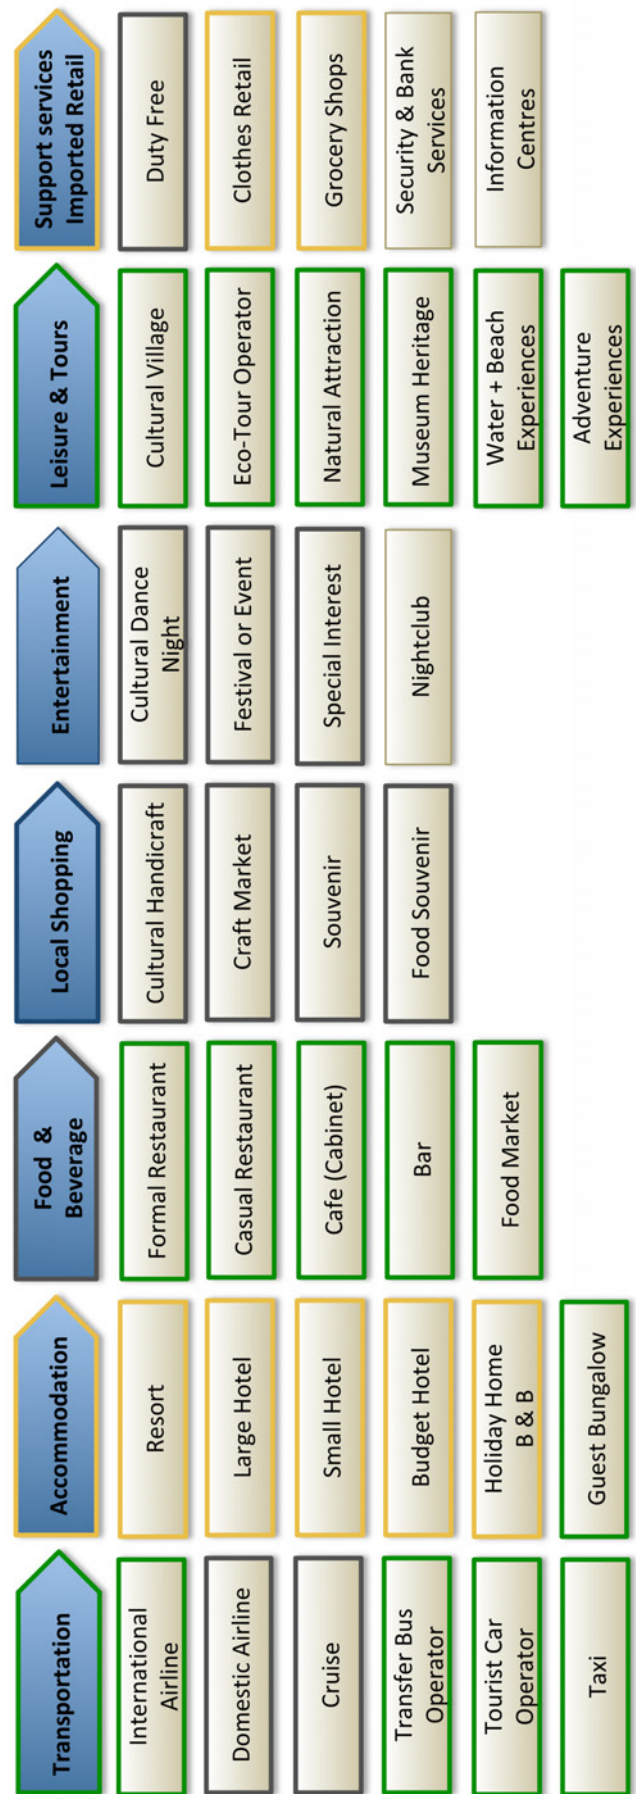 Transportation
International
Airline
Domestic Airline
Cruise
Transfer Bus
Operator
Tourist Car
Operator
Taxi
Accommodation
Resort
Large Hotel
Small Hotel
Budget Hotel
Holiday Home
B & B
Guest Bungalow
Food &
Beverage
Formal Restaurant
Casual Restaurant
Cafe (Cabinet)
Bar
Food Market
Local Shopping
Cultural Handicraft
Craft Market
Souvenir
Food Souvenir
Entertainment
Cultural Dance
Night
Festival or Event
Special Interest
Nightclub
Leisure & Tours
Cultural Village
Eco-Tour Operator
Natural Attraction
Museum Heritage
Water + Beach
Experiences
Adventure
Experiences
Support services
Imported Retail
Duty Free
Clothes Retail
Grocery Shops
Security & Bank
Services
Information
Centres